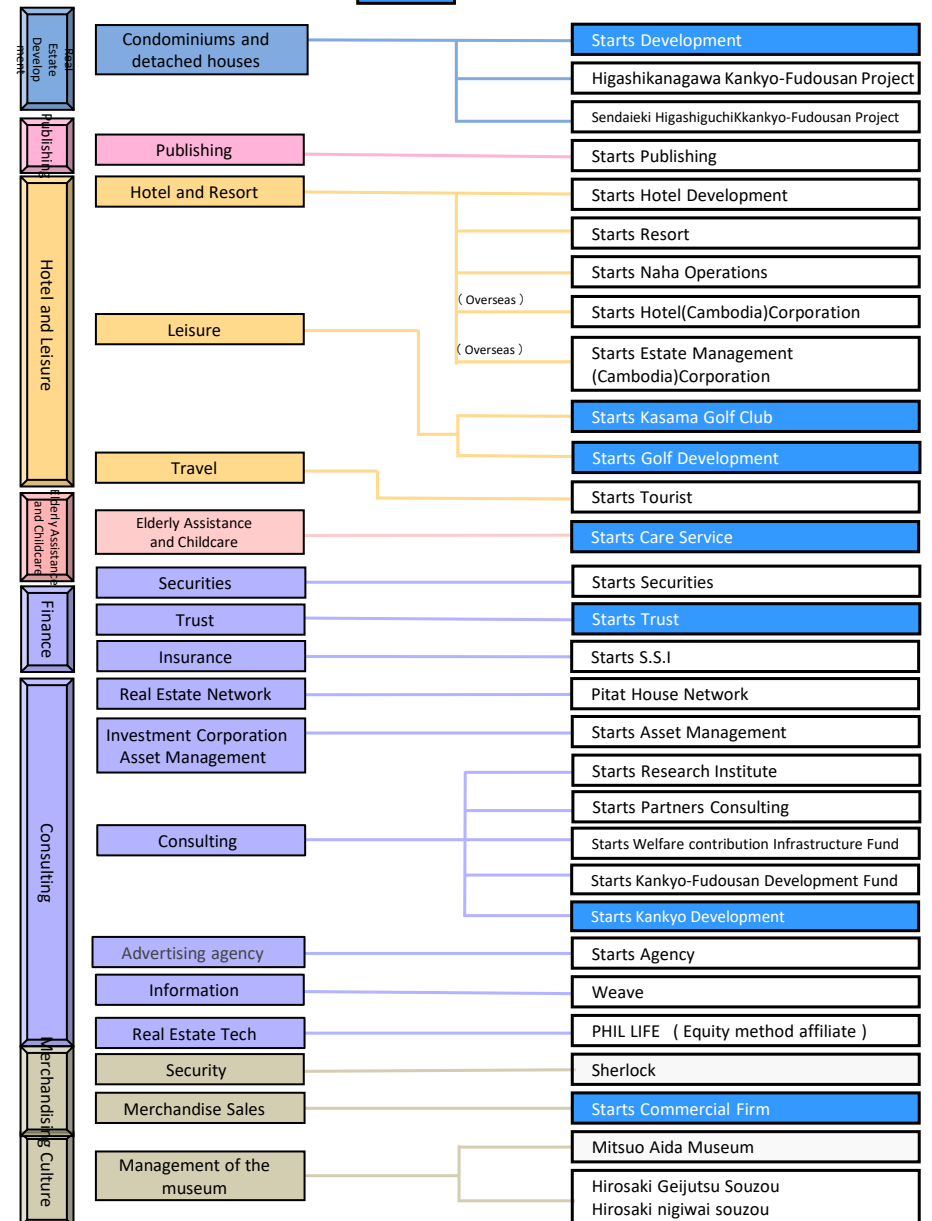 Real
Estate
Develop
ment
Condominiums and
detached houses
Starts Development
Higashikanagawa Kankyo-Fudousan Project
Sendaieki HigashiguchiKkankyo-Fudousan Project
Publishing
Publishing
Starts Publishing
Hotel and Leisure
Hotel and Resort
Starts Hotel Development
Starts Resort
Starts Naha Operations
( Overseas )
Starts Hotel(Cambodia)Corporation
Leisure
( Overseas )
Starts Estate Management
(Cambodia)Corporation
Starts Kasama Golf Club
Starts Golf Development
Travel
Starts Tourist
Elderly Assistance
and Childcare
Elderly Assistance
and Childcare
Starts Care Service
Finance
Securities
Starts Securities
Trust
Starts Trust
Insurance
Starts S.S.I
Consulting
Real Estate Network
Pitat House Network
Investment Corporation
Asset Management
Starts Asset Management
Consulting
Starts Research Institute
Starts Partners Consulting
Starts Welfare contribution Infrastructure Fund
Starts Kankyo-Fudousan Development Fund
Starts Kankyo Development
Advertising agency
Starts Agency
Information
Weave
Real Estate Tech
PHIL LIFE ( Equity method affiliate )
Merchandising
Security
Sherlock
Merchandise Sales
Starts Commercial Firm
Culture
Management of the
museum
Mitsuo Aida Museum
Hirosaki Geijutsu Souzou
Hirosaki nigiwai souzou